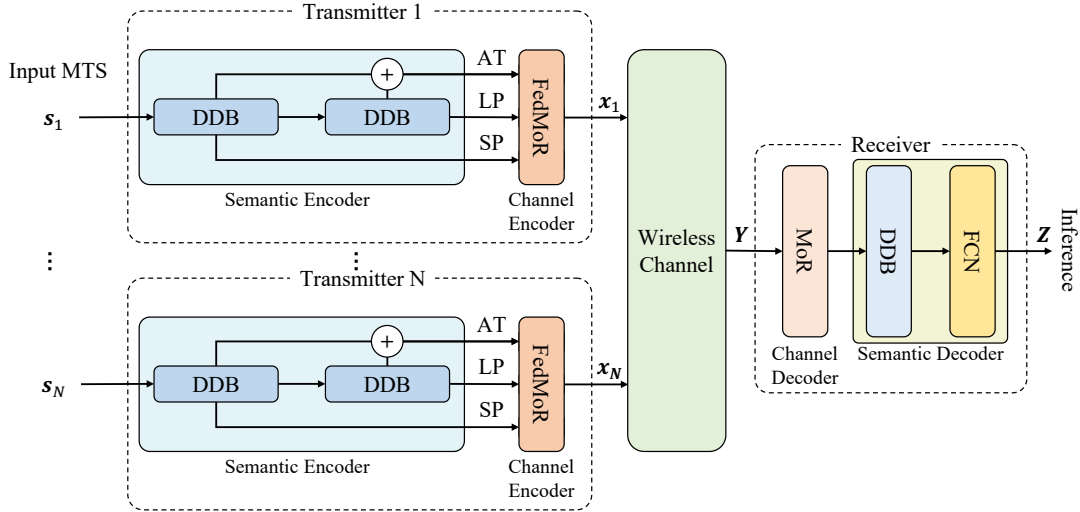 Transmitter 1
Input MTS
s₁
DDB
+
DDB
AT
LP
SP
FedMoR
x₁
Semantic Encoder
Channel
Encoder
⋮
⋮
Transmitter N
s_N
DDB
+
DDB
AT
LP
SP
FedMoR
x_N
Semantic Encoder
Channel
Encoder
Wireless
Channel
Y
Receiver
MoR
DDB
FCN
Z
Inference
Channel
Decoder
Semantic Decoder